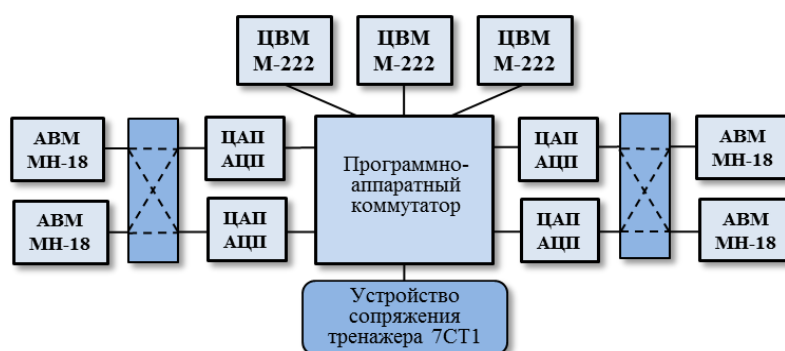 ЦВМ
М-222
ЦВМ
М-222
ЦВМ
М-222
АВМ
МН-18
ЦАП
АЦП
Программно-
аппаратный
коммутатор
ЦАП
АЦП
АВМ
МН-18
АВМ
МН-18
ЦАП
АЦП
ЦАП
АЦП
АВМ
МН-18
Устройство
сопряжения
тренажера 7СТ1